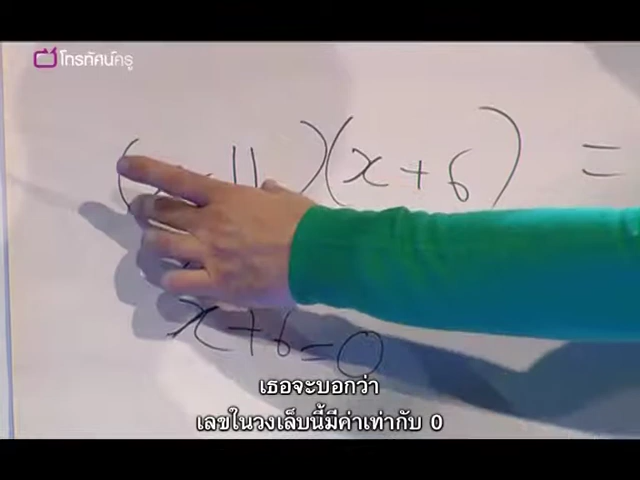 โทรทัศน์ครู
( 11 )(x+6) =
x+6=0
เธอจะบอกว่า
เลขในวงเล็บนี้มีค่าเท่ากับ 0